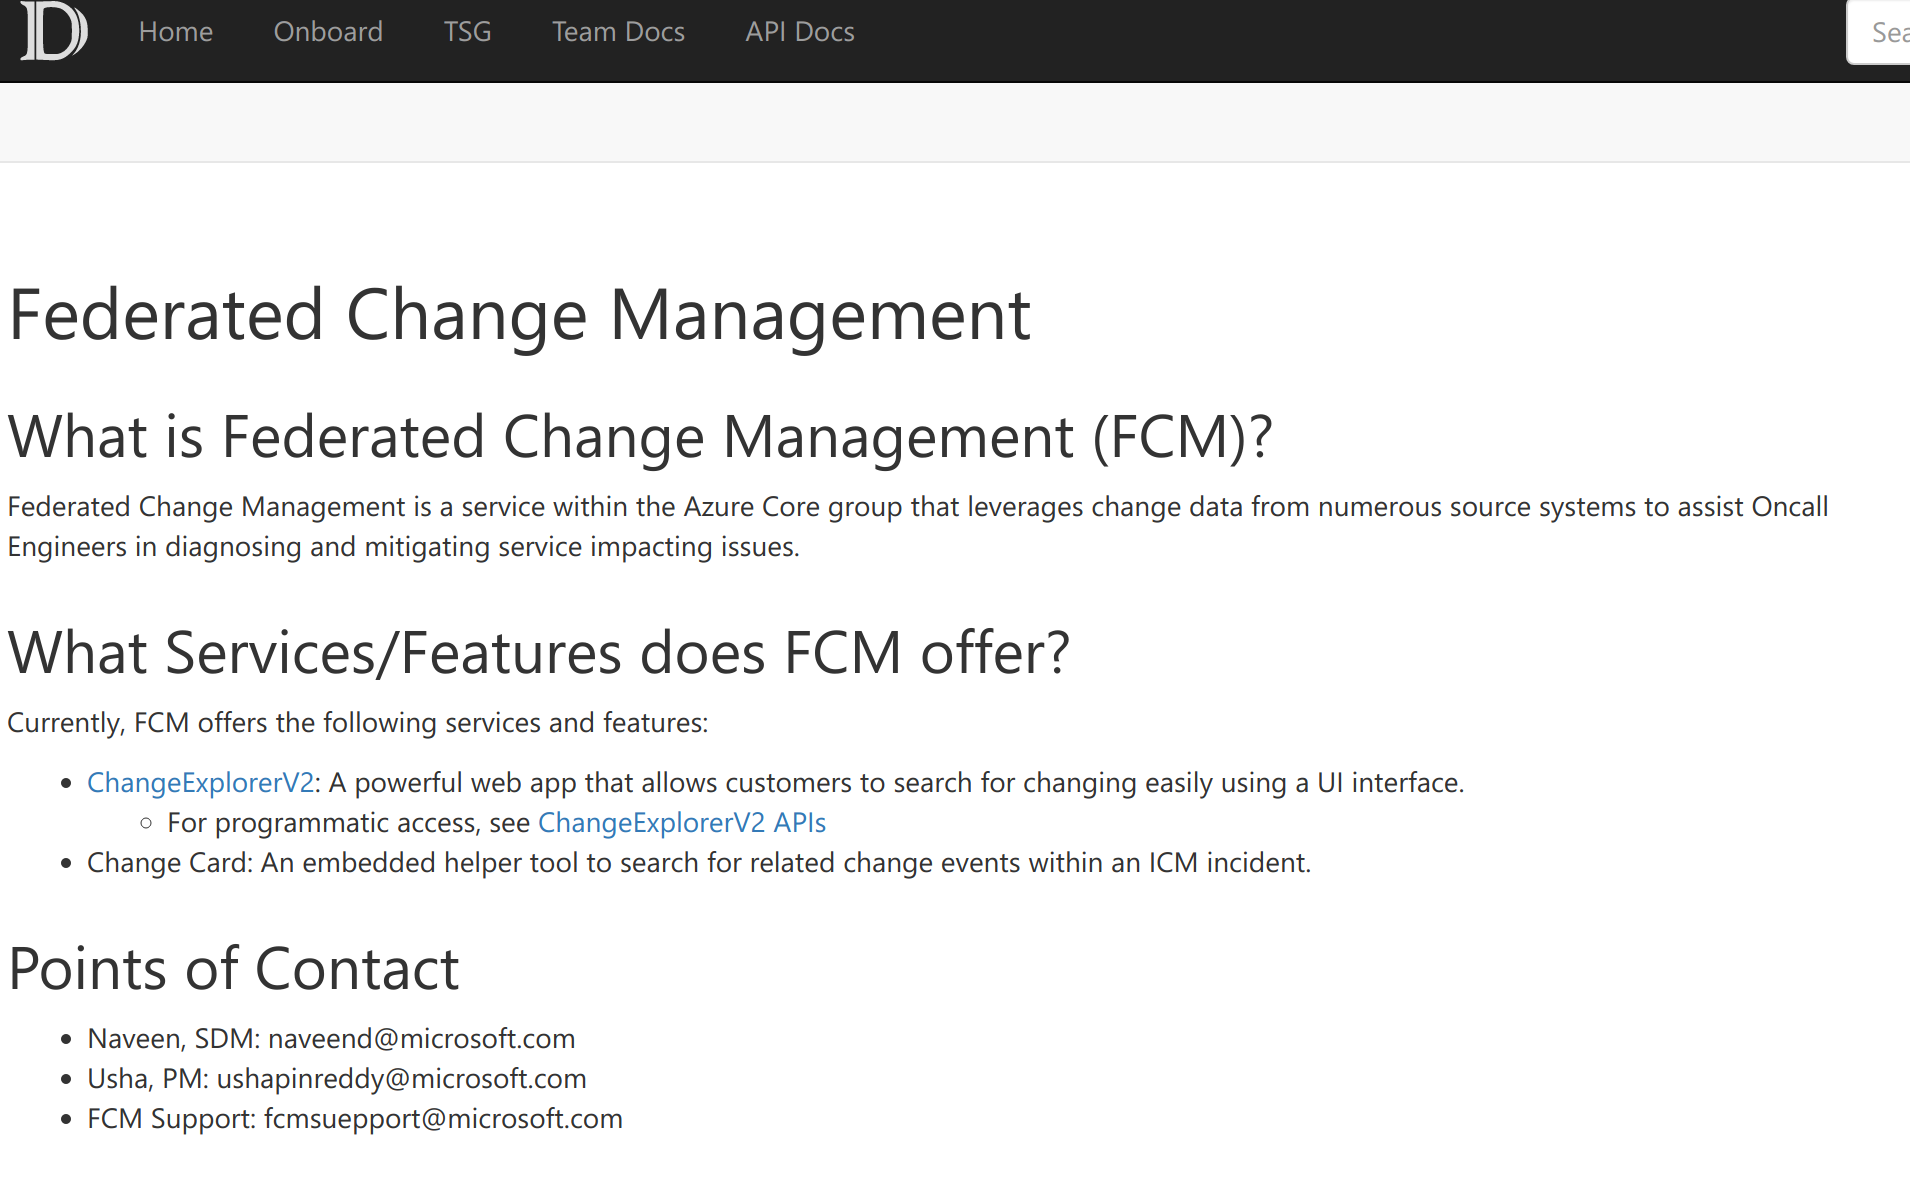 D
Home Onboard TSG Team Docs API Docs Sea
Federated Change Management
What is Federated Change Management (FCM)?
Federated Change Management is a service within the Azure Core group that leverages change data from numerous source systems to assist Oncall
Engineers in diagnosing and mitigating service impacting issues.
What Services/Features does FCM offer?
Currently, FCM offers the following services and features:
• ChangeExplorerV2: A powerful web app that allows customers to search for changing easily using a UI interface.
○ For programmatic access, see ChangeExplorerV2 APIs
• Change Card: An embedded helper tool to search for related change events within an ICM incident.
Points of Contact
• Naveen, SDM: naveend@microsoft.com
• Usha, PM: ushapinreddy@microsoft.com
• FCM Support: fcmsuepport@microsoft.com